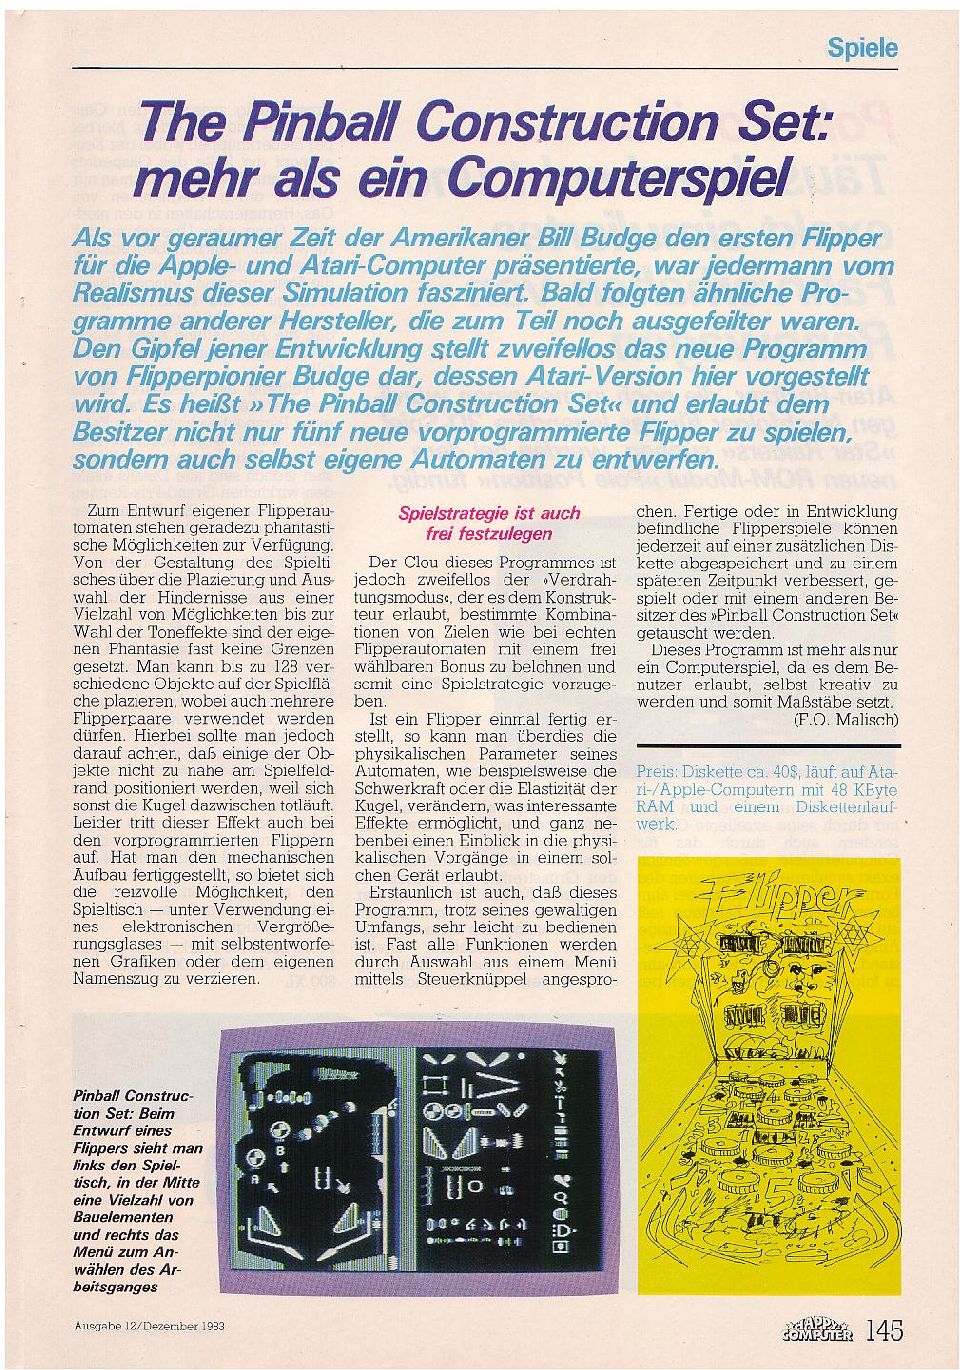 Spiele
The Pinball Construction Set:
mehr als ein Computerspiel
Als vor geraumer Zeit der Amerikaner Bill Budge den ersten Flipper
für die Apple- und Atari-Computer präsentierte, war jedermann vom
Realismus dieser Simulation fasziniert. Bald folgten ähnliche Pro-
gramme anderer Hersteller, die zum Teil noch ausgefeilter waren.
Den Gipfel jener Entwicklung stellt zweifellos das neue Programm
von Flipperpionier Budge dar, dessen Atari-Version hier vorgestellt
wird. Es heißt »The Pinball Construction Set« und erlaubt dem
Besitzer nicht nur fünf neue vorprogrammierte Flipper zu spielen,
sondern auch selbst eigene Automaten zu entwerfen.
Zum Entwurf eigener Flipperau-
tomaten stehen geradezu phantasti-
sche Möglichkeiten zur Verfügung.
Von der Gestaltung des Spielti-
sches über die Plazierung und Aus-
wahl der Hindernisse aus einer
Vielzahl von Möglichkeiten bis zur
Wahl der Toneffekte sind der eige-
nen Phantasie fast keine Grenzen
gesetzt. Man kann bis zu 128 ver-
schiedene Objekte auf der Spielflä-
che plazieren, wobei auch mehrere
Flipperpaare verwendet werden
dürfen. Hierbei sollte man jedoch
darauf achten, daß einige der Ob-
jekte nicht zu nahe am Spielfeld-
rand positioniert werden, weil sich
sonst die Kugel dazwischen totläuft.
Leider tritt dieser Effekt auch bei
den vorprogrammierten Flippern
auf. Hat man den mechanischen
Aufbau fertiggestellt, so bietet sich
die reizvolle Möglichkeit, den
Spieltisch — unter Verwendung ei-
nes elektronischen Vergröße-
rungsglases — mit selbstentworfe-
nen Grafiken oder dem eigenen
Namenszug zu verzieren.
Spielstrategie ist auch
frei festzulegen
Der Clou dieses Programmes ist
jedoch zweifellos der »Verdrah-
tungsmodus«, der es dem Konstruk-
teur erlaubt, bestimmte Kombina-
tionen von Zielen wie bei echten
Flipperautomaten mit einem frei
wählbaren Bonus zu belohnen und
somit eine Spielstrategie vorzuge-
ben.
Ist ein Flipper einmal fertig er-
stellt, so kann man überdies die
physikalischen Parameter seines
Automaten, wie beispielsweise die
Schwerkraft oder die Elastizität der
Kugel, verändern, was interessante
Effekte ermöglicht, und ganz ne-
benbei einen Einblick in die physi-
kalischen Vorgänge in einem sol-
chen Gerät erlaubt.
Erstaunlich ist auch, daß dieses
Programm, trotz seines gewaltigen
Umfangs, sehr leicht zu bedienen
ist. Fast alle Funktionen werden
durch Auswahl aus einem Menü
mittels Steuerknüppel angespro-
chen. Fertige oder in Entwicklung
befindliche Flipperspiele können
jederzeit auf einer zusätzlichen Dis-
kette abgespeichert und zu einem
späteren Zeitpunkt verbessert, ge-
spielt oder mit einem anderen Be-
sitzer des »Pinball Construction Set«
getauscht werden.
Dieses Programm ist mehr als nur
ein Computerspiel, da es dem Be-
nutzer erlaubt, selbst kreativ zu
werden und somit Maßstäbe setzt.
(F.O. Malisch)
Preis: Diskette ca. 40$, läuft auf Ata-
ri-/Apple-Computern mit 48 KByte
RAM und einem Diskettenlauf-
werk.
Flipper
Pinball Construc-
tion Set: Beim
Entwurf eines
Flippers sieht man
links den Spiel-
tisch, in der Mitte
eine Vielzahl von
Bauelementen
und rechts das
Menü zum An-
wählen des Ar-
beitsganges
Ausgabe 12/Dezember 1983
HAPPY
COMPUTER
145